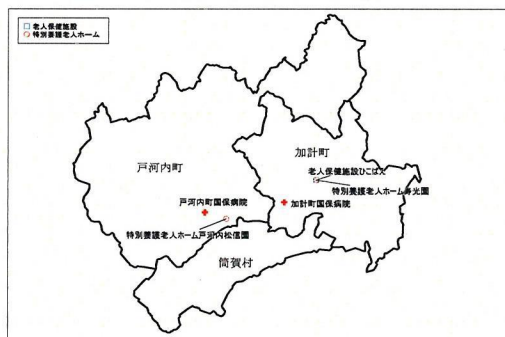 老人保健施設
特別養護老人ホーム
加計町
戸河内町
老人保健施設ひこばえ
特別養護老人ホーム寿光園
戸河内町国保病院
加計町国保病院
特別養護老人ホーム戸河内松信園
筒賀村